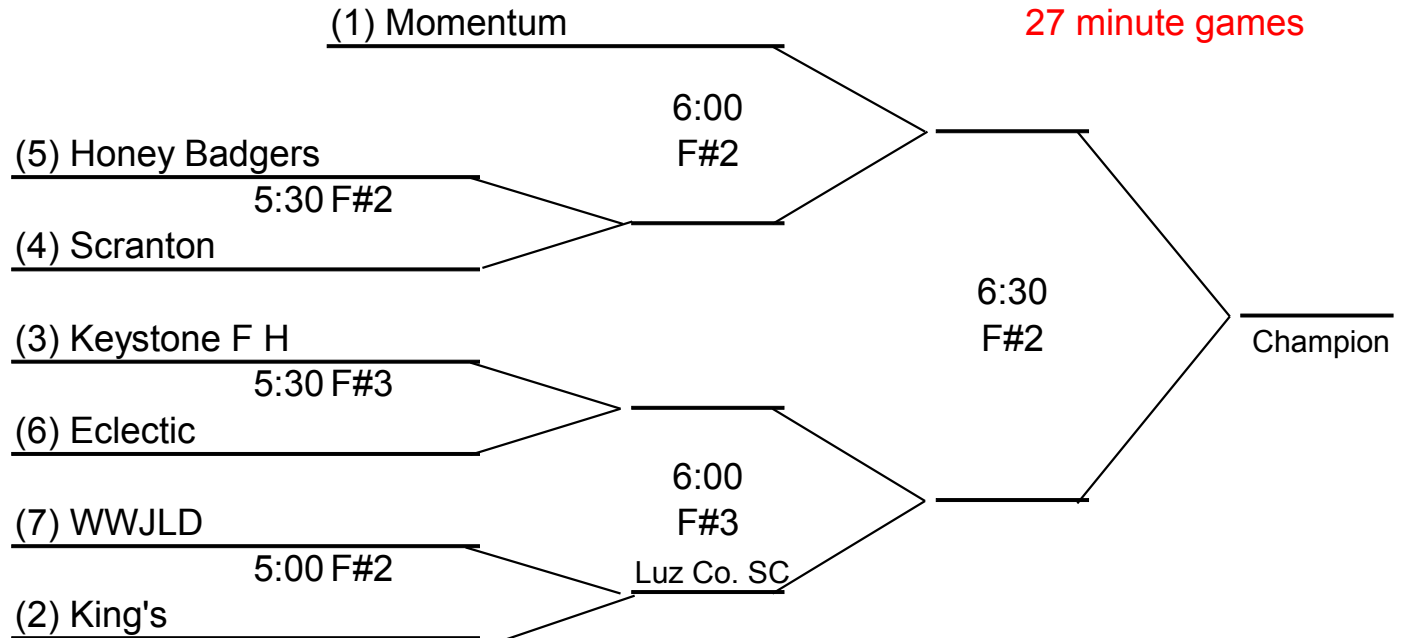 (1) Momentum
27 minute games
6:00
F#2
(5) Honey Badgers
5:30 F#2
(4) Scranton
6:30
F#2
Champion
(3) Keystone F H
5:30 F#3
(6) Eclectic
6:00
F#3
(7) WWJLD
5:00 F#2
Luz Co. SC
(2) King's